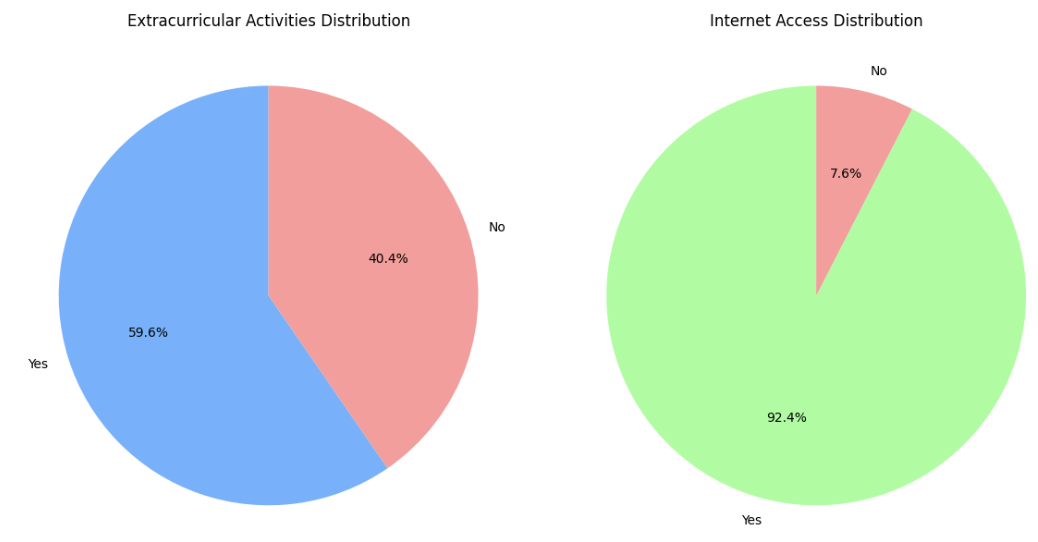 Extracurricular Activities Distribution
Yes
59.6%
No
40.4%
Internet Access Distribution
Yes
92.4%
No
7.6%